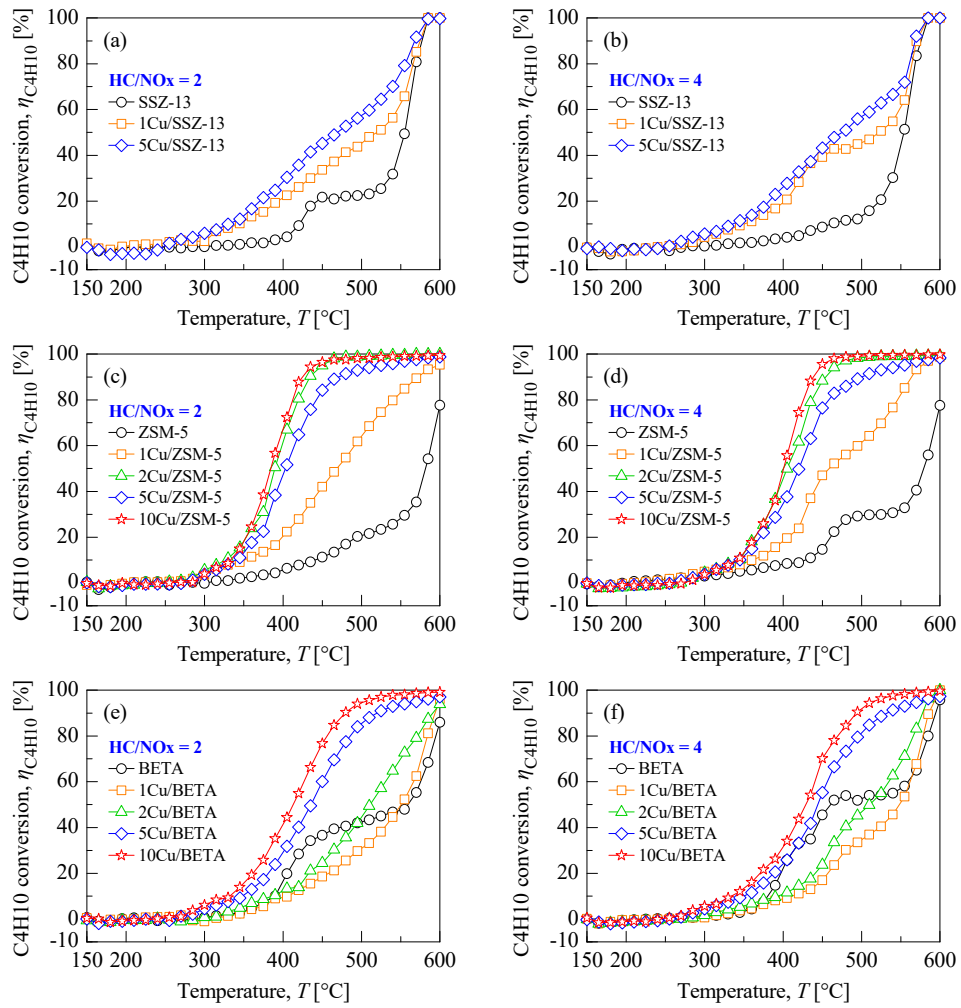 C4H10 conversion, ηC4H10 [%]
100
80
60
40
20
0
-10
(a)
HC/NOx = 2
SSZ-13
1Cu/SSZ-13
5Cu/SSZ-13
150 200 300 400 500 600
Temperature, T [°C]
C4H10 conversion, ηC4H10 [%]
100
80
60
40
20
0
-10
(b)
HC/NOx = 4
SSZ-13
1Cu/SSZ-13
5Cu/SSZ-13
150 200 300 400 500 600
Temperature, T [°C]
C4H10 conversion, ηC4H10 [%]
100
80
60
40
20
0
-10
(c)
HC/NOx = 2
ZSM-5
1Cu/ZSM-5
2Cu/ZSM-5
5Cu/ZSM-5
10Cu/ZSM-5
150 200 300 400 500 600
Temperature, T [°C]
C4H10 conversion, ηC4H10 [%]
100
80
60
40
20
0
-10
(d)
HC/NOx = 4
ZSM-5
1Cu/ZSM-5
2Cu/ZSM-5
5Cu/ZSM-5
10Cu/ZSM-5
150 200 300 400 500 600
Temperature, T [°C]
C4H10 conversion, ηC4H10 [%]
100
80
60
40
20
0
-10
(e)
HC/NOx = 2
BETA
1Cu/BETA
2Cu/BETA
5Cu/BETA
10Cu/BETA
150 200 300 400 500 600
Temperature, T [°C]
C4H10 conversion, ηC4H10 [%]
100
80
60
40
20
0
-10
(f)
HC/NOx = 4
BETA
1Cu/BETA
2Cu/BETA
5Cu/BETA
10Cu/BETA
150 200 300 400 500 600
Temperature, T [°C]